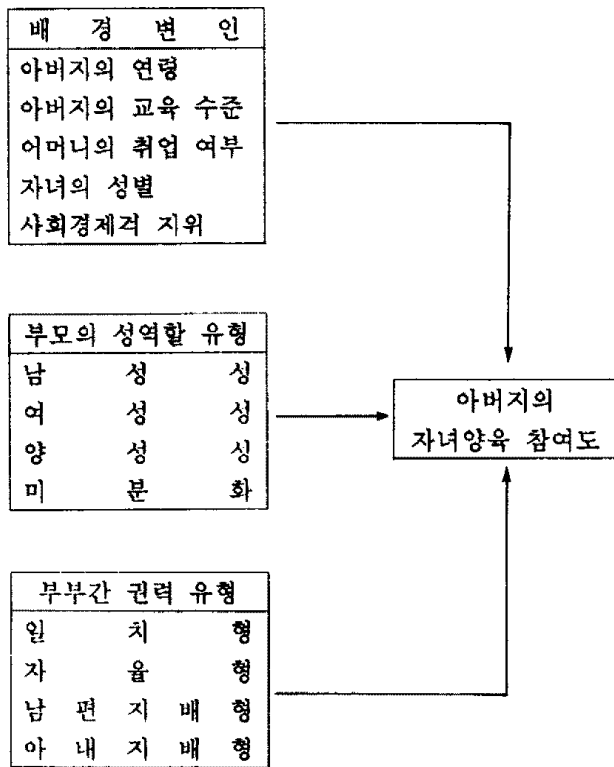 배 경 변 인
아버지의 연령
아버지의 교육 수준
어머니의 취업 여부
자녀의 성별
사회경제적 지위
부모의 성역할 유형
남 성 성
여 성 성
양 성 성
미 분 화
아버지의
자녀양육 참여도
부부간 권력 유형
일 치 형
자 율 형
남 편 지 배 형
아 내 지 배 형